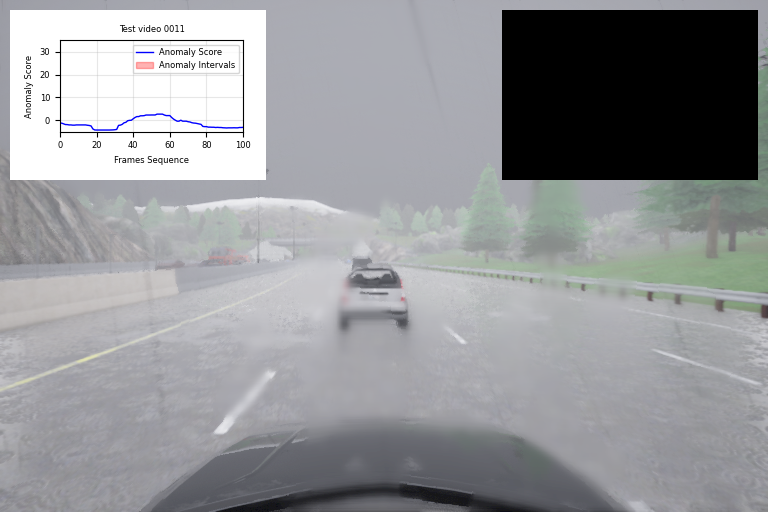 Test video 0011
Anomaly Score
Anomaly Intervals
30
20
10
0
Anomaly Score
0 20 40 60 80 100
Frames Sequence